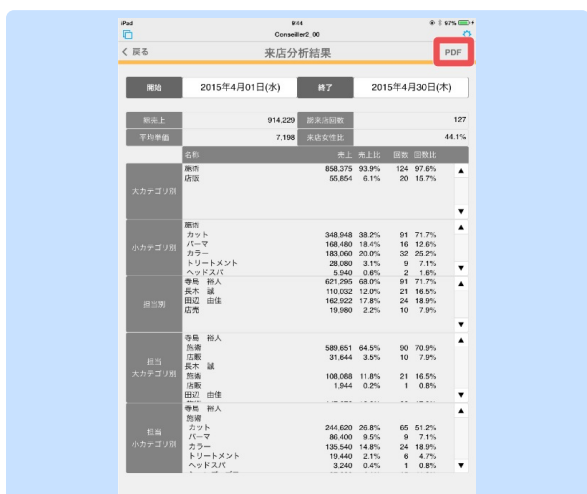 iPad 9:44 97%
Conseiller2_00
戻る 来店分析結果 PDF
開始 2015年4月01日(水) 終了 2015年4月30日(木)
総売上 914,229 総来店回数 127
平均単価 7,198 来店女性比 44.1%
名称 売上 売上比 回数 回数比
大カテゴリ別
施術 858,375 93.9% 124 97.6%
店販 55,854 6.1% 20 15.7%
小カテゴリ別
施術
カット 348,948 38.2% 91 71.7%
パーマ 168,480 18.4% 16 12.6%
カラー 183,060 20.0% 32 25.2%
トリートメント 28,080 3.1% 9 7.1%
ヘッドスパ 5,940 0.6% 2 1.6%
担当別
寺島 裕人 621,295 68.0% 91 71.7%
長木 誠 110,032 12.0% 21 16.5%
田辺 由佳 162,922 17.8% 24 18.9%
店売 19,980 2.2% 10 7.9%
担当
大カテゴリ別
寺島 裕人
施術 589,651 64.5% 90 70.9%
店販 31,644 3.5% 10 7.9%
長木 誠
施術 108,088 11.8% 21 16.5%
店販 1,944 0.2% 1 0.8%
田辺 由佳
担当
小カテゴリ別
寺島 裕人
施術
カット 244,620 26.8% 65 51.2%
パーマ 86,400 9.5% 9 7.1%
カラー 135,540 14.8% 24 18.9%
トリートメント 19,440 2.1% 6 4.7%
ヘッドスパ 3,240 0.4% 1 0.8%